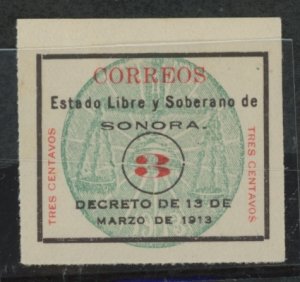 CORREOS
Estado Libre y Soberano de
SONORA.
TRES CENTAVOS
3
TRES CENTAVOS
DECRETO DE 13 DE
MARZO DE 1913